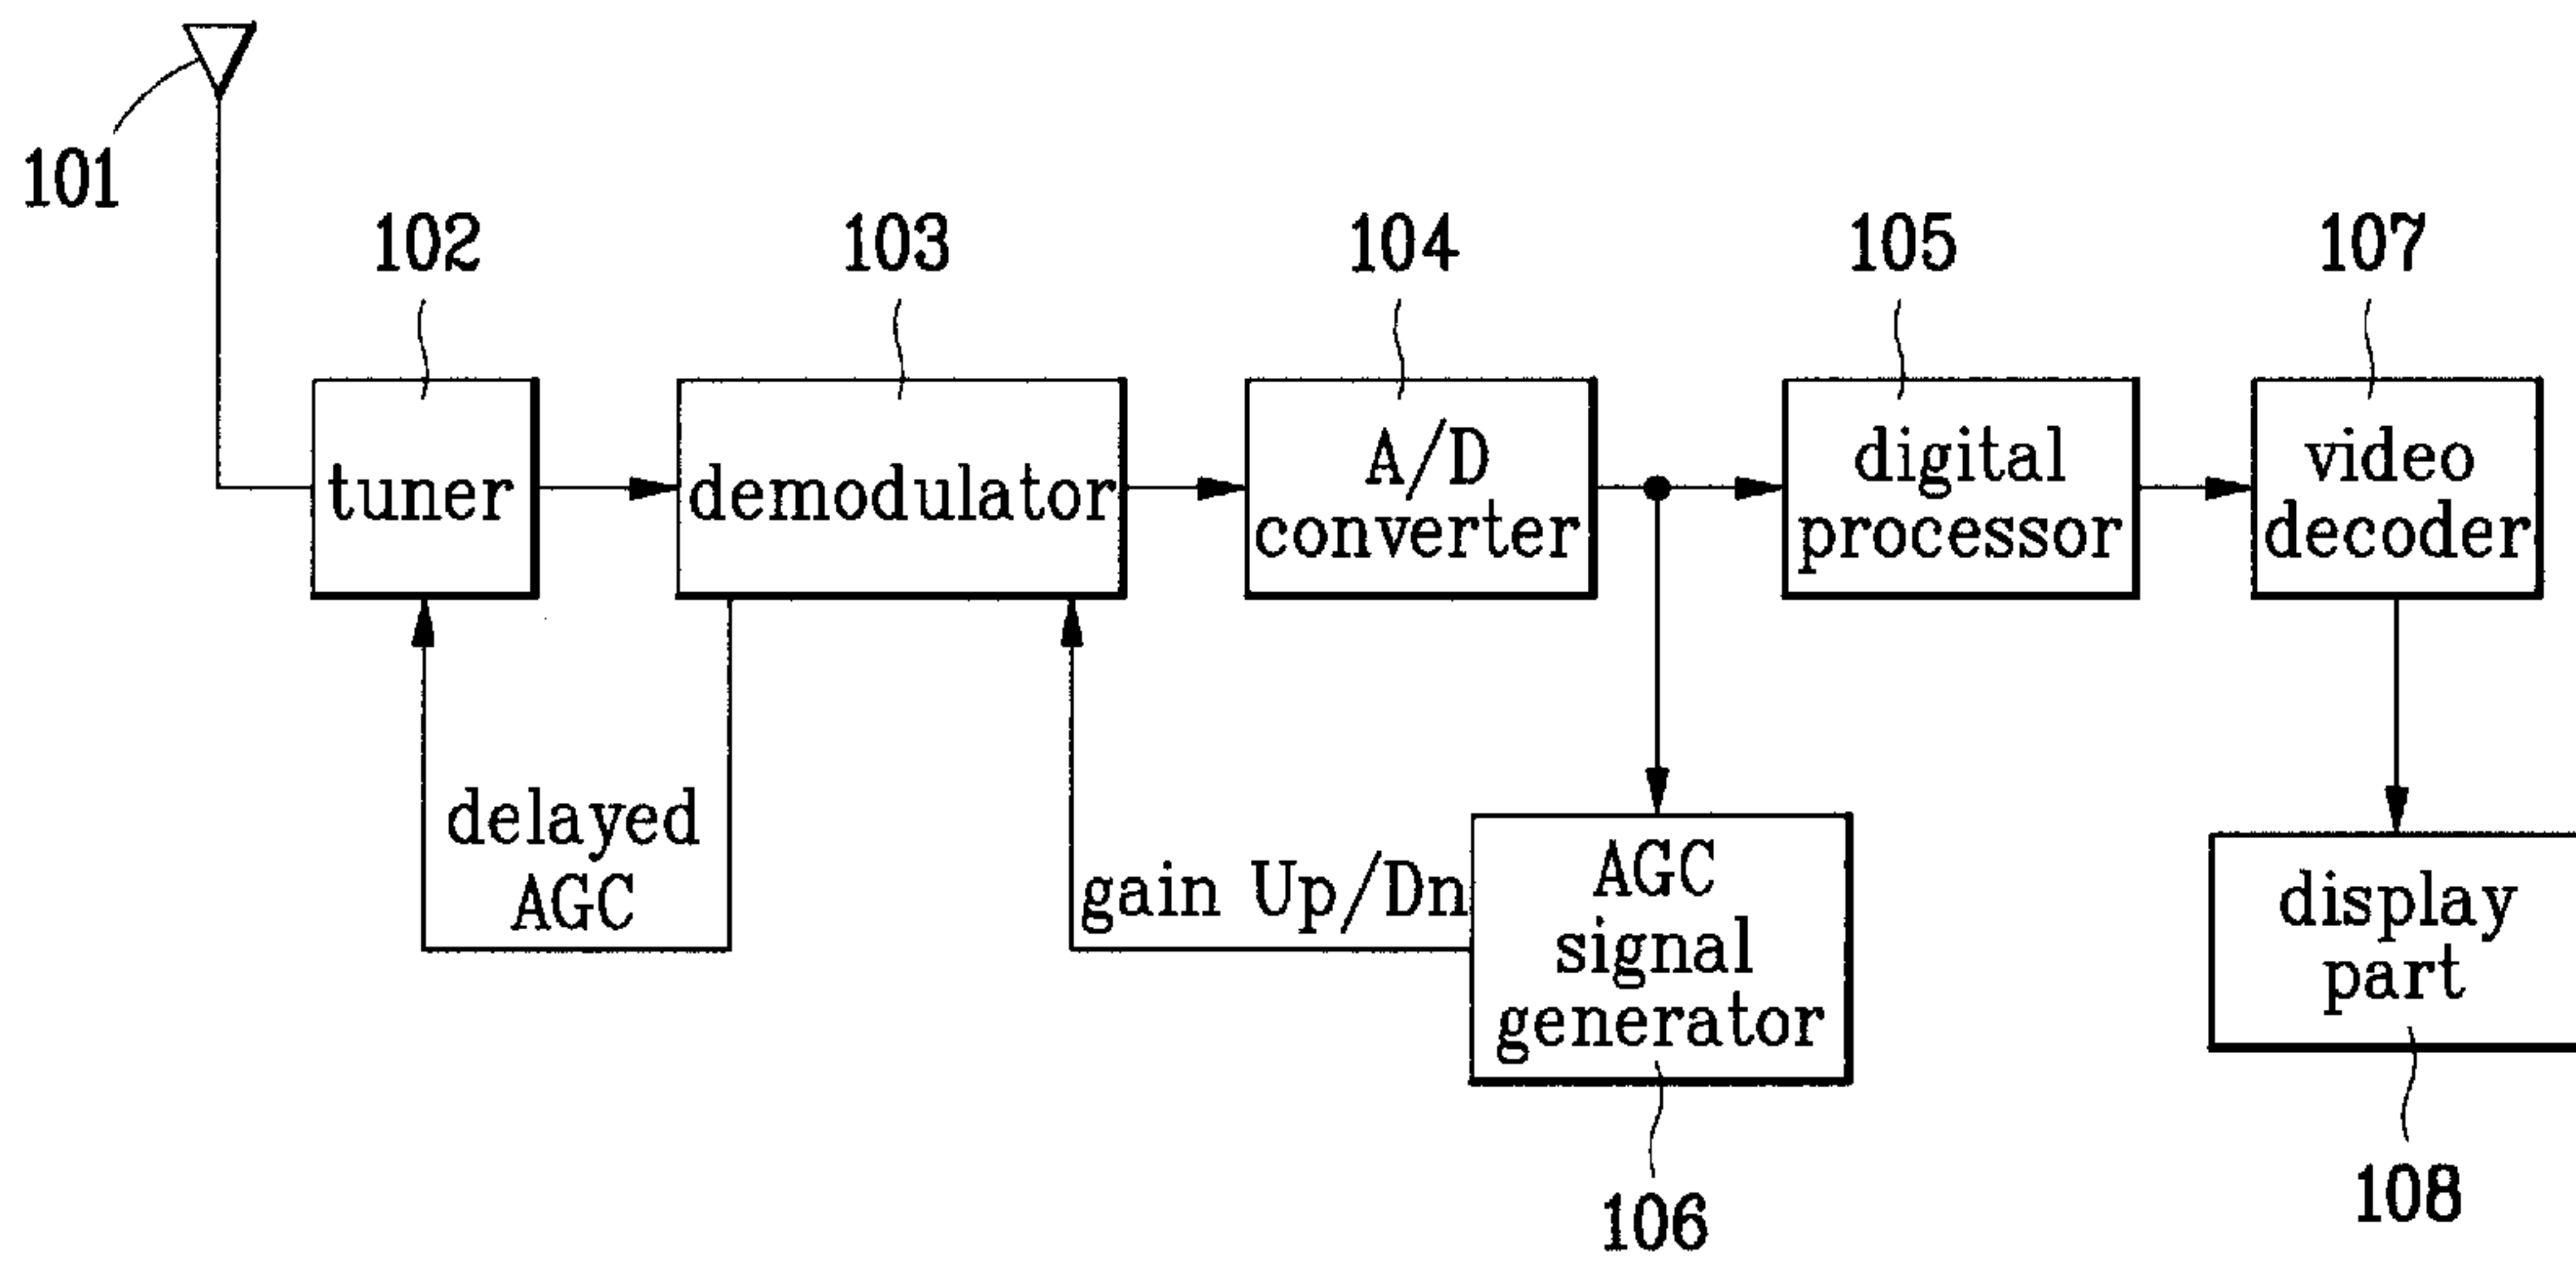 101
102
103
104
105
107
tuner
demodulator
A/D
converter
digital
processor
video
decoder
delayed
AGC
gain Up/Dn
AGC
signal
generator
display
part
106
108